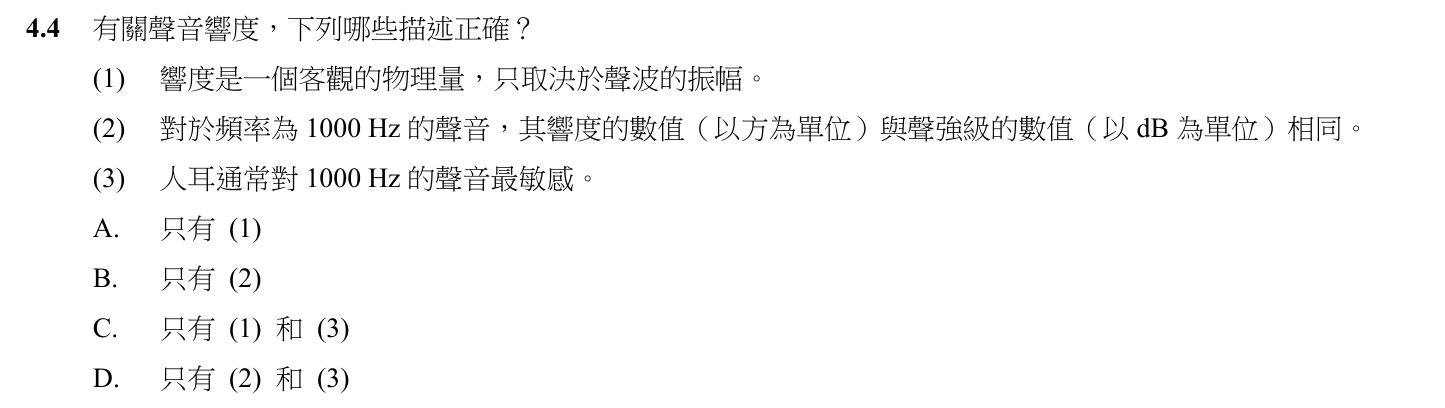 4.4 有關聲音響度，下列哪些描述正確？
(1) 響度是一個客觀的物理量，只取決於聲波的振幅。
(2) 對於頻率為 1000 Hz 的聲音，其響度的數值（以方為單位）與聲強級的數值（以 dB 為單位）相同。
(3) 人耳通常對 1000 Hz 的聲音最敏感。
A. 只有 (1)
B. 只有 (2)
C. 只有 (1) 和 (3)
D. 只有 (2) 和 (3)